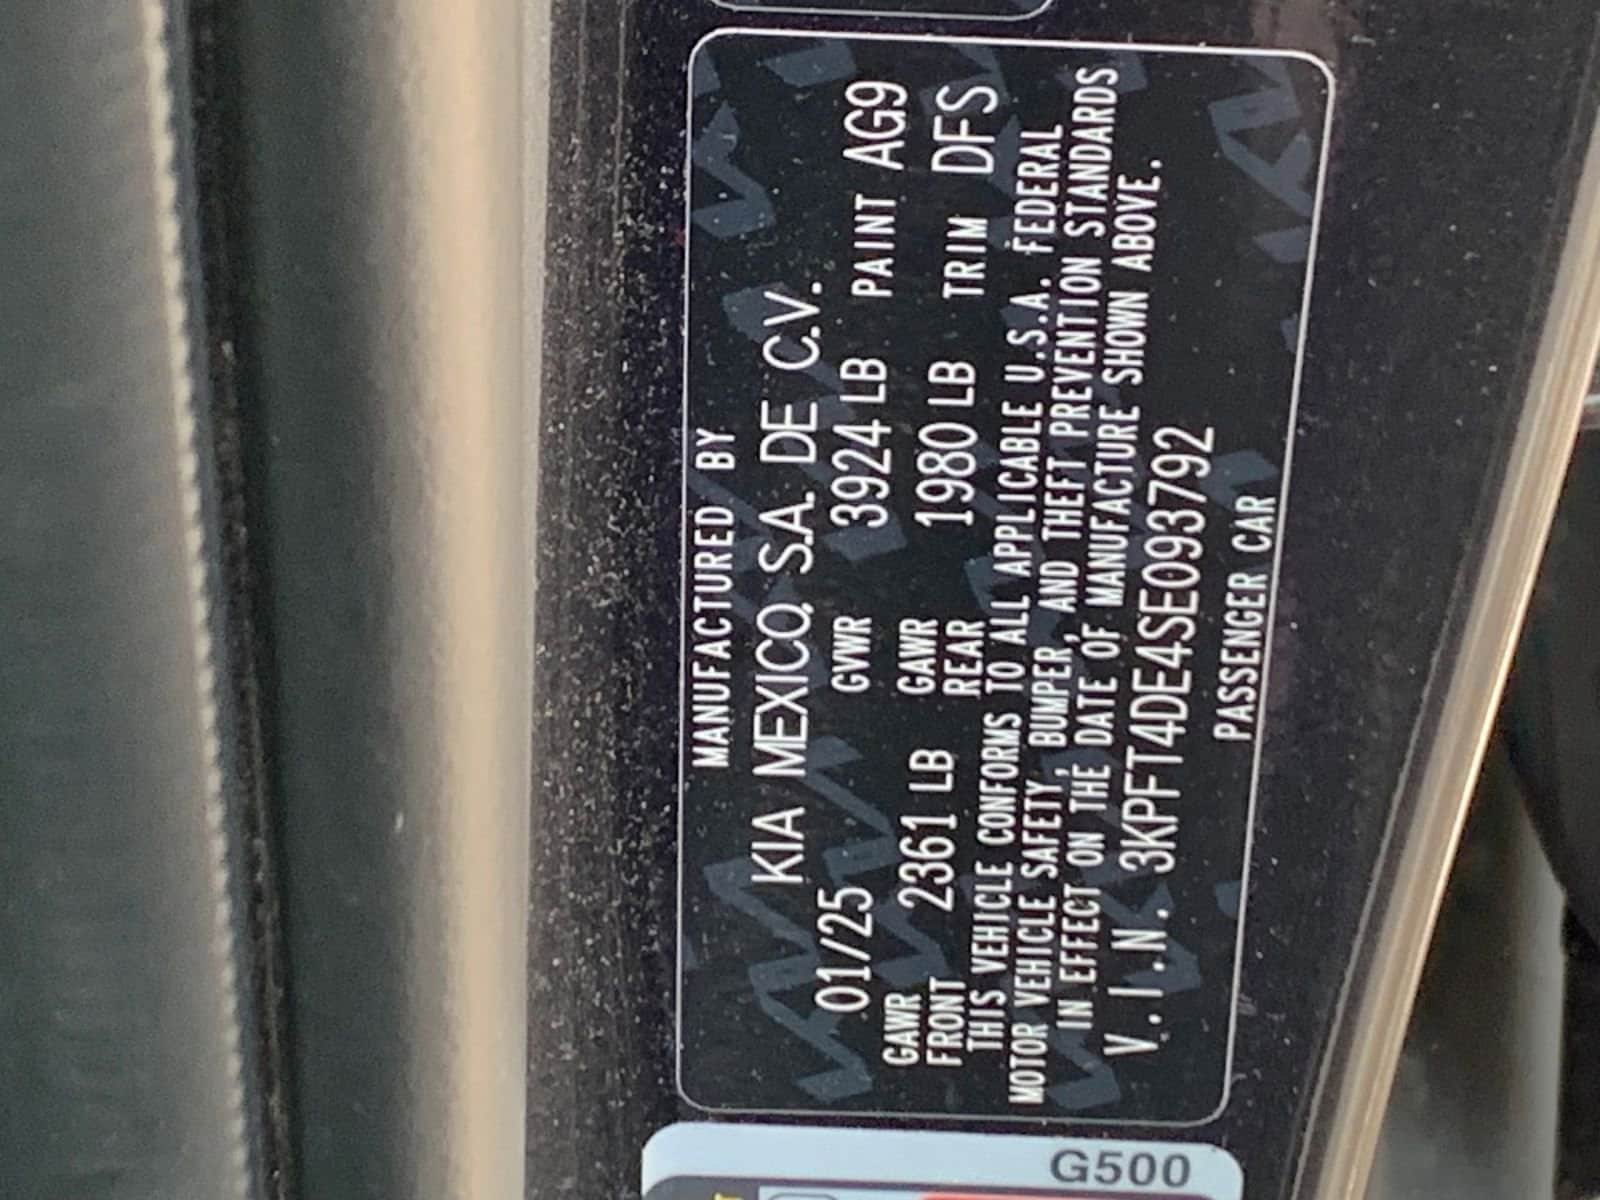 MANUFACTURED BY
KIA MEXICO, S.A. DE C.V.
01/25 GVWR 3924 LB PAINT AG9
GAWR FRONT 2361 LB GAWR REAR 1980 LB TRIM DFS
THIS VEHICLE CONFORMS TO ALL APPLICABLE U.S.A. FEDERAL
MOTOR VEHICLE SAFETY, BUMPER, AND THEFT PREVENTION STANDARDS
IN EFFECT ON THE DATE OF MANUFACTURE SHOWN ABOVE.
V.I.N. 3KPFT4DE4SE093792
PASSENGER CAR
G500